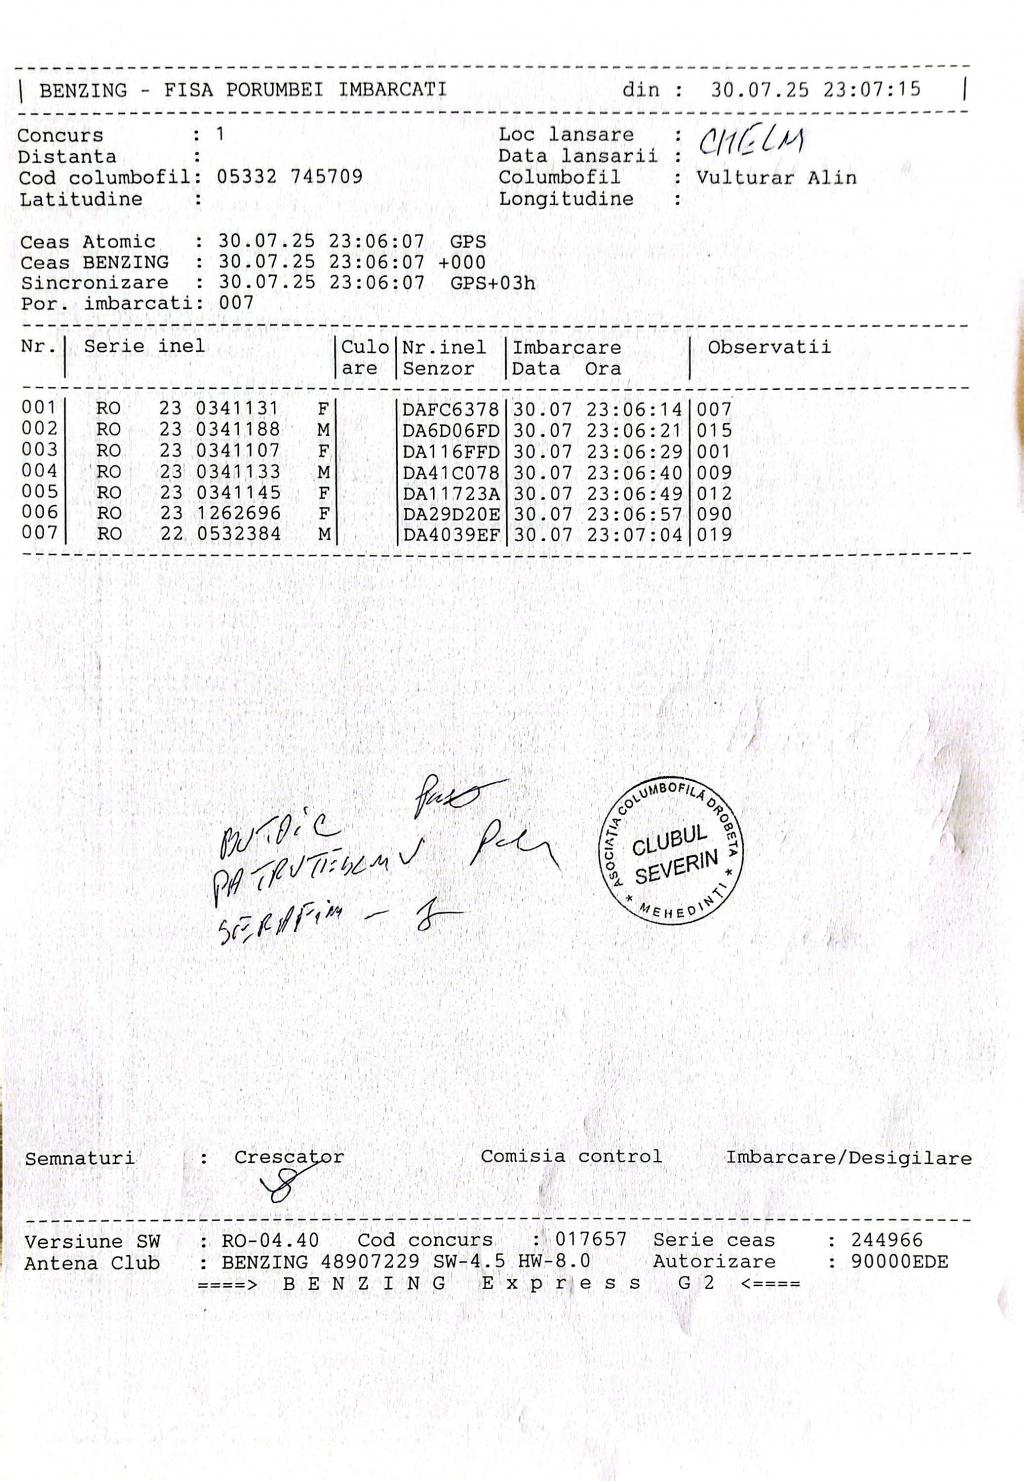 BENZING - FISA PORUMBEI IMBARCATI din : 30.07.25 23:07:15
Concurs : 1 Loc lansare : CHELM
Distanta : Data lansarii :
Cod columbofil: 05332 745709 Columbofil : Vulturar Alin
Latitudine : Longitudine :
Ceas Atomic : 30.07.25 23:06:07 GPS
Ceas BENZING : 30.07.25 23:06:07 +000
Sincronizare : 30.07.25 23:06:07 GPS+03h
Por. imbarcati: 007
Nr.| Serie inel |Culo|Nr.inel |Imbarcare | Observatii
| |are |Senzor |Data Ora |
001| RO 23 0341131 F| |DAFC6378|30.07 23:06:14|007
002| RO 23 0341188 M| |DA6D06FD|30.07 23:06:21|015
003| RO 23 0341107 F| |DA116FFD|30.07 23:06:29|001
004| RO 23 0341133 M| |DA41C078|30.07 23:06:40|009
005| RO 23 0341145 F| |DA11723A|30.07 23:06:49|012
006| RO 23 1262696 F| |DA29D20E|30.07 23:06:57|090
007| RO 22 0532384 M| |DA4039EF|30.07 23:07:04|019
SERAFIM -
ASOCIAȚIA COLUMBOFILĂ DROBETA
CLUBUL
SEVERIN
* MEHEDINTI *
Semnaturi : Crescator Comisia control Imbarcare/Desigilare
Versiune SW : RO-04.40 Cod concurs : 017657 Serie ceas : 244966
Antena Club : BENZING 48907229 SW-4.5 HW-8.0 Autorizare : 90000EDE
====> B E N Z I N G E x p r e s s G 2 <====